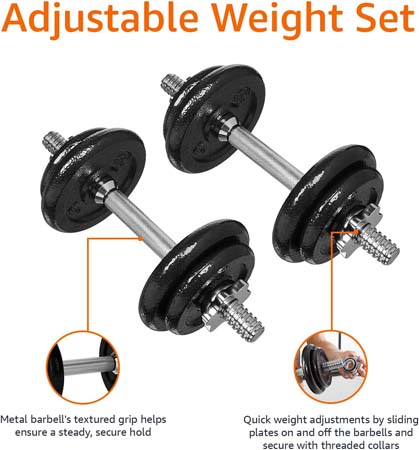 Adjustable Weight Set
Metal barbell's textured grip helps
ensure a steady, secure hold
Quick weight adjustments by sliding
plates on and off the barbells and
secure with threaded collars